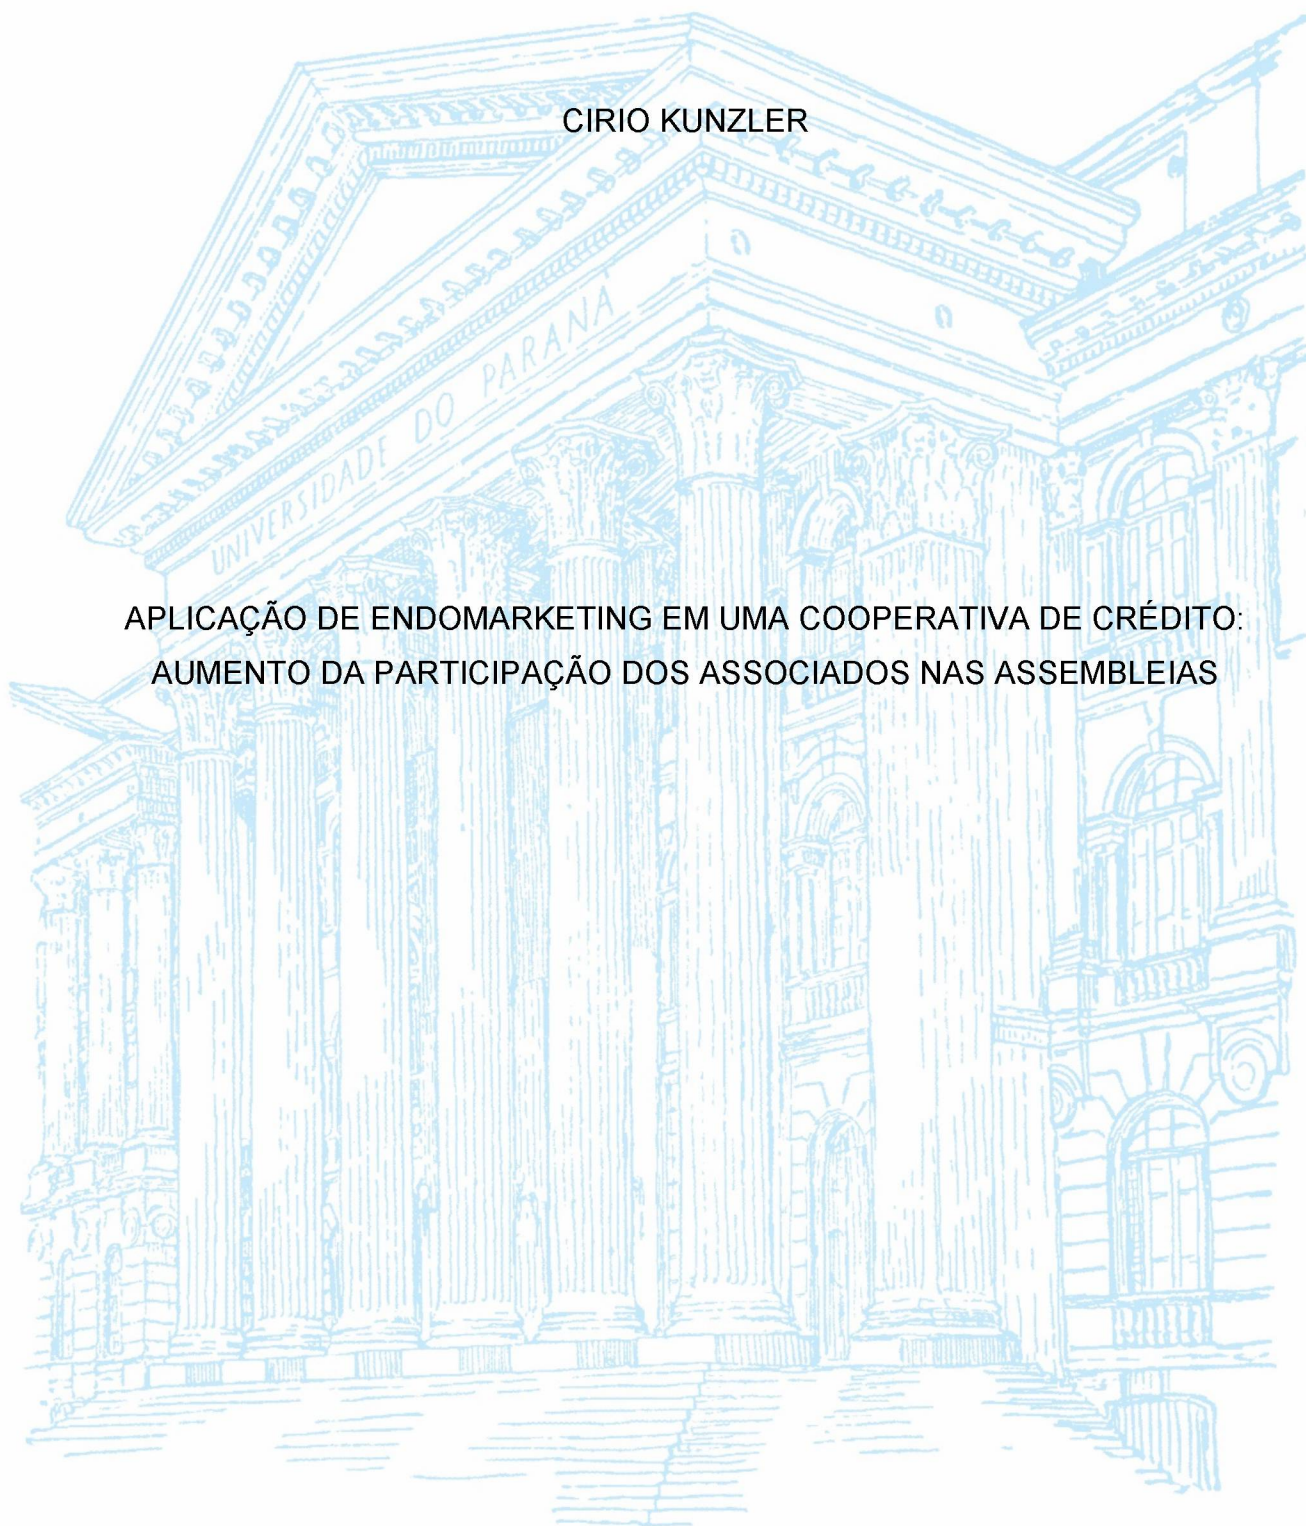 CIRIO KUNZLER
UNIVERSIDADE DO PARANÁ
APLICAÇÃO DE ENDOMARKETING EM UMA COOPERATIVA DE CRÉDITO:
AUMENTO DA PARTICIPAÇÃO DOS ASSOCIADOS NAS ASSEMBLEIAS